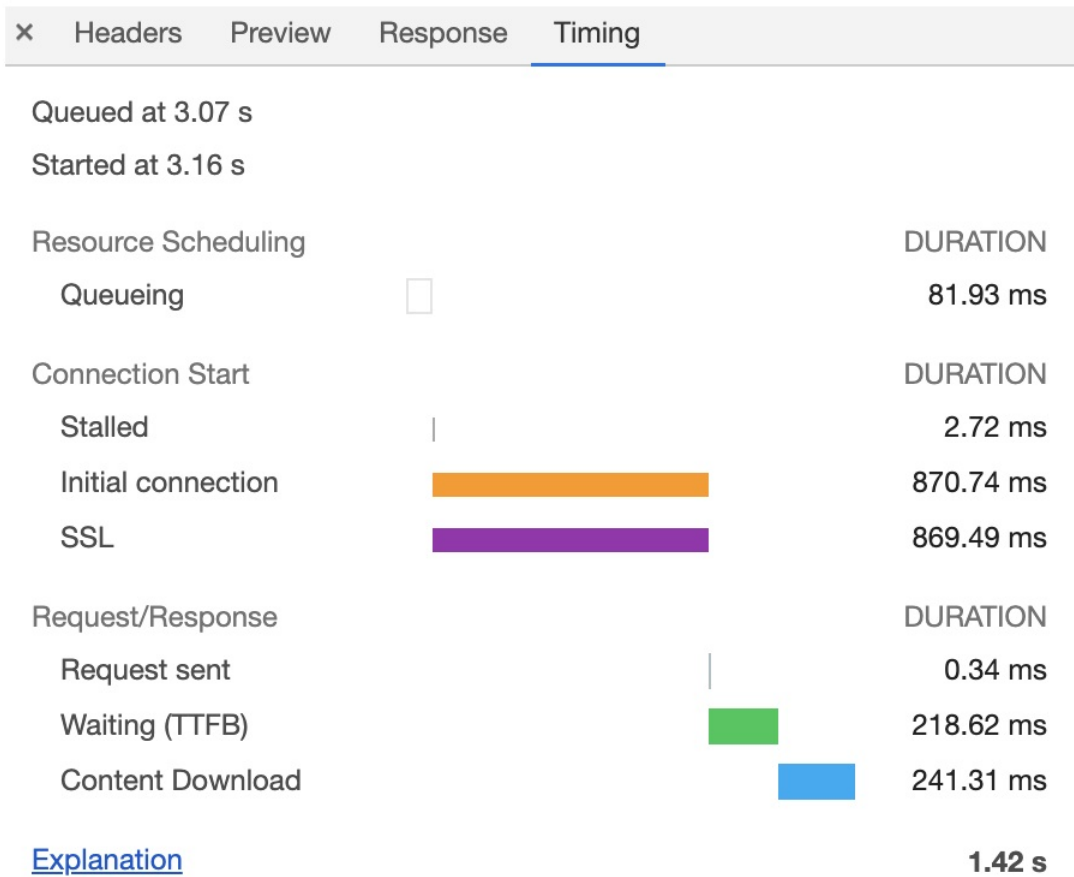 × Headers Preview Response Timing
Queued at 3.07 s
Started at 3.16 s
Resource Scheduling DURATION
Queueing 81.93 ms
Connection Start DURATION
Stalled 2.72 ms
Initial connection 870.74 ms
SSL 869.49 ms
Request/Response DURATION
Request sent 0.34 ms
Waiting (TTFB) 218.62 ms
Content Download 241.31 ms
Explanation 1.42 s